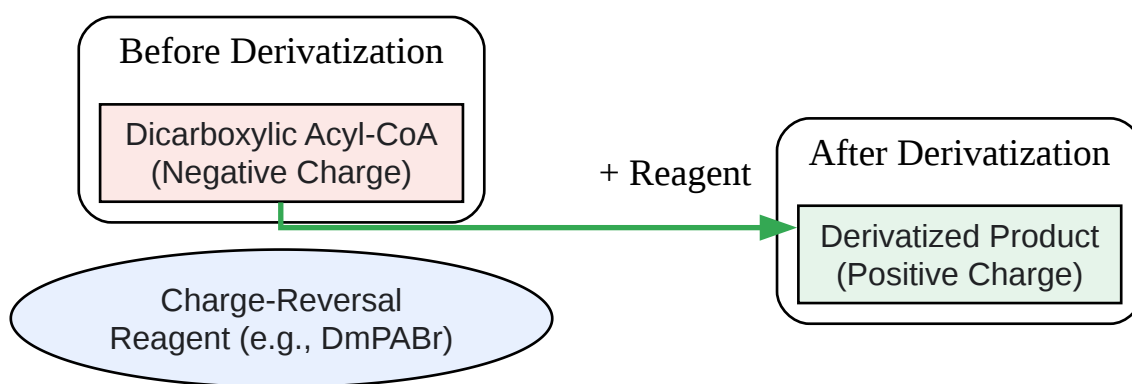 Before Derivatization
Dicarboxylic Acyl-CoA
(Negative Charge)
+ Reagent
After Derivatization
Derivatized Product
(Positive Charge)
Charge-Reversal
Reagent (e.g., DmPABr)